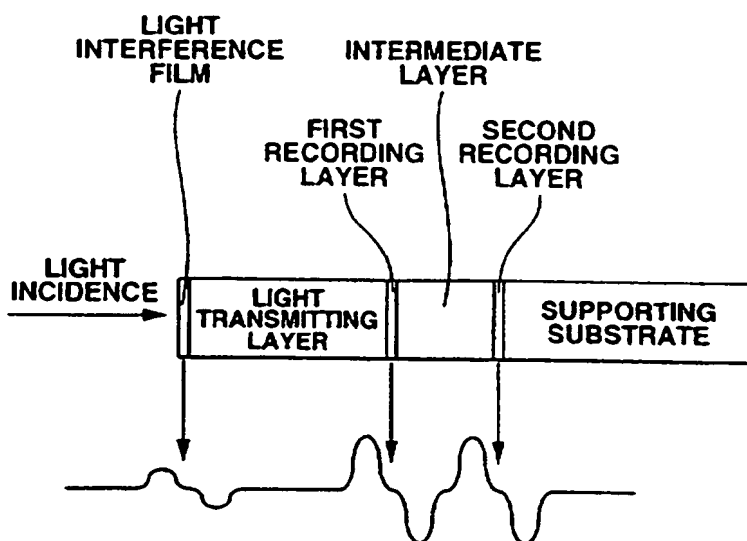 LIGHT
INTERFERENCE
FILM
INTERMEDIATE
LAYER
FIRST
RECORDING
LAYER
SECOND
RECORDING
LAYER
LIGHT
INCIDENCE
LIGHT
TRANSMITTING
LAYER
SUPPORTING
SUBSTRATE